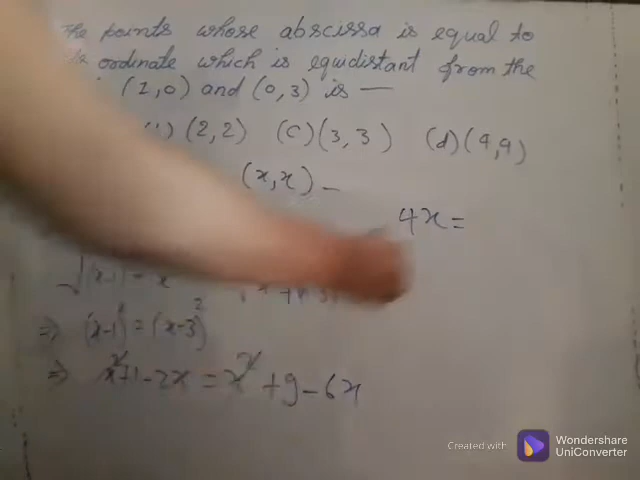 The points whose abscissa is equal to
ordinate which is equidistant from the
(1,0) and (0,3) is —
(2,2) (C) (3,3) (d) (4,4)
(x,x) —
4x =
⇒ (x-1)² = (x-3)²
⇒ x²+1-2x = x²+9-6x
Created with Wondershare UniConverter